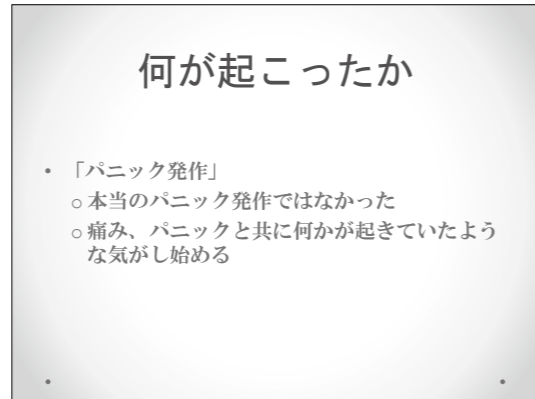 何が起こったか
• 「パニック発作」
o 本当のパニック発作ではなかった
o 痛み、パニックと共に何かが起きていたよう
な気がし始める